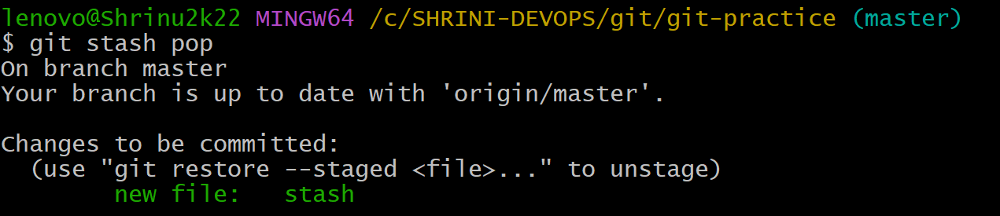 lenovo@Shrinu2k22 MINGW64 /c/SHRINI-DEVOPS/git/git-practice (master)
$ git stash pop
On branch master
Your branch is up to date with 'origin/master'.

Changes to be committed:
  (use "git restore --staged <file>..." to unstage)
        new file:   stash